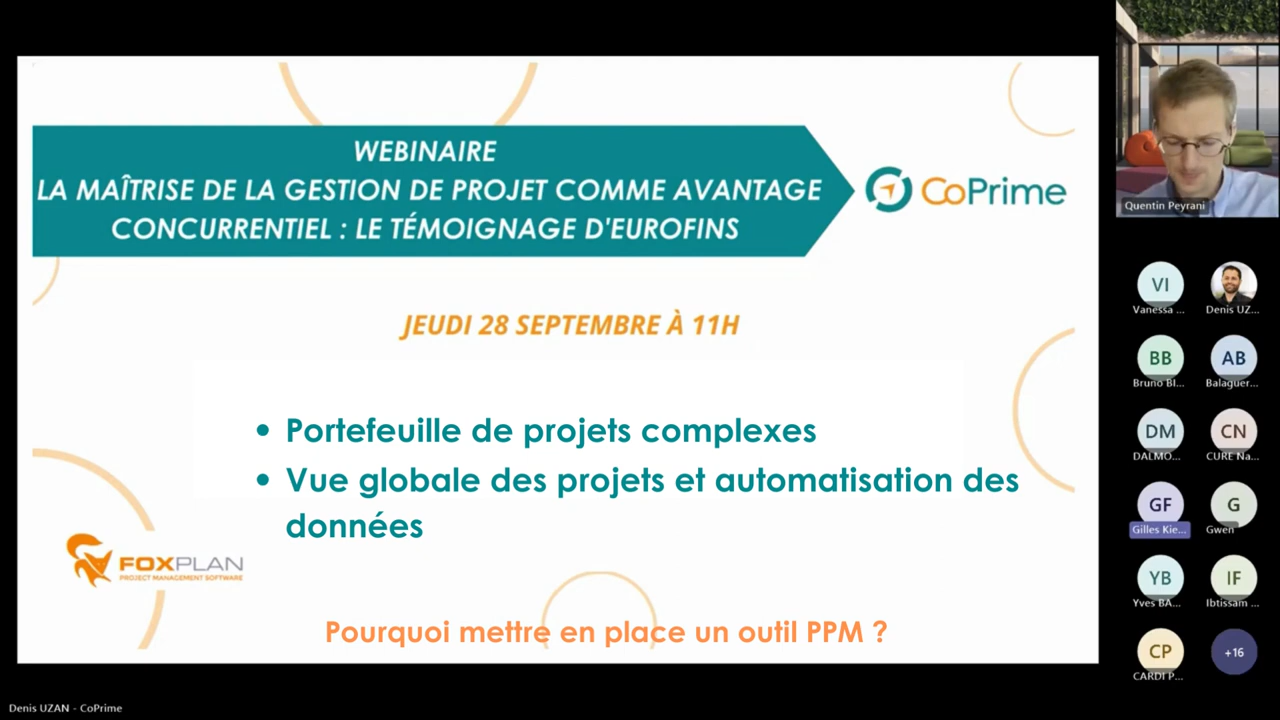 WEBINAIRE
LA MAÎTRISE DE LA GESTION DE PROJET COMME AVANTAGE
CONCURRENTIEL : LE TÉMOIGNAGE D'EUROFINS
CoPrime
JEUDI 28 SEPTEMBRE À 11H
• Portefeuille de projets complexes
• Vue globale des projets et automatisation des
données
FOXPLAN
PROJECT MANAGEMENT SOFTWARE
Pourquoi mettre en place un outil PPM ?
Denis UZAN - CoPrime
Quentin Peyrani
VI
Vanessa ...
Denis UZ...
BB
Bruno BI...
AB
Balaguer...
DM
DALMO...
CN
CURE Na...
GF
Gilles Kie...
G
Gwen
YB
Yves BA...
IF
Ibtissam ...
CP
CARDI P...
+16